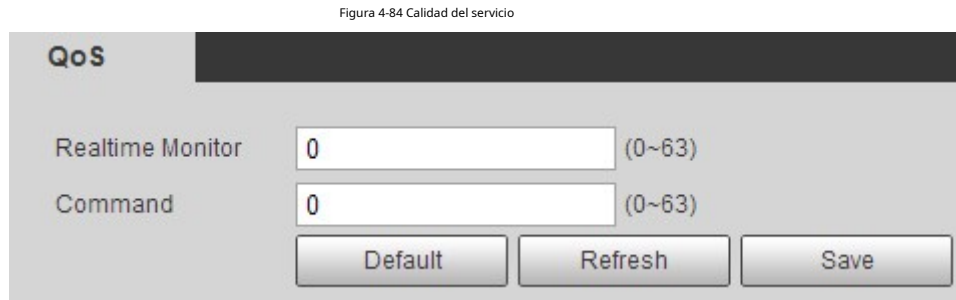 Figura 4-84 Calidad del servicio
QoS
Realtime Monitor 0 (0~63)
Command 0 (0~63)
Default Refresh Save